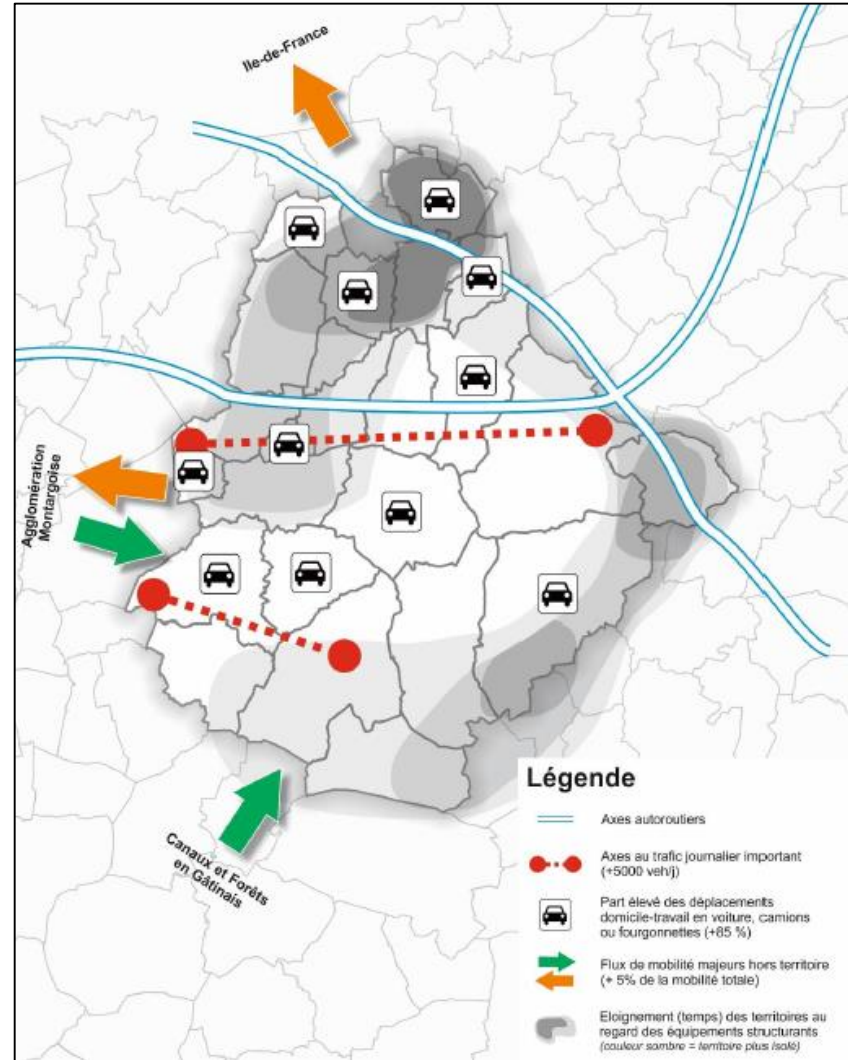 Ile-de-France
Agglomération
Montargoise
Canaux et Forêts
en Gâtinais
Légende
Axes autoroutiers
Axes au trafic journalier important
(+5000 veh/j)
Part élevé des déplacements
domicile-travail en voiture, camions
ou fourgonnettes (+85 %)
Flux de mobilité majeurs hors territoire
(+ 5% de la mobilité totale)
Eloignement (temps) des territoires au
regard des équipements structurants
(couleur sombre = territoire plus isolé)